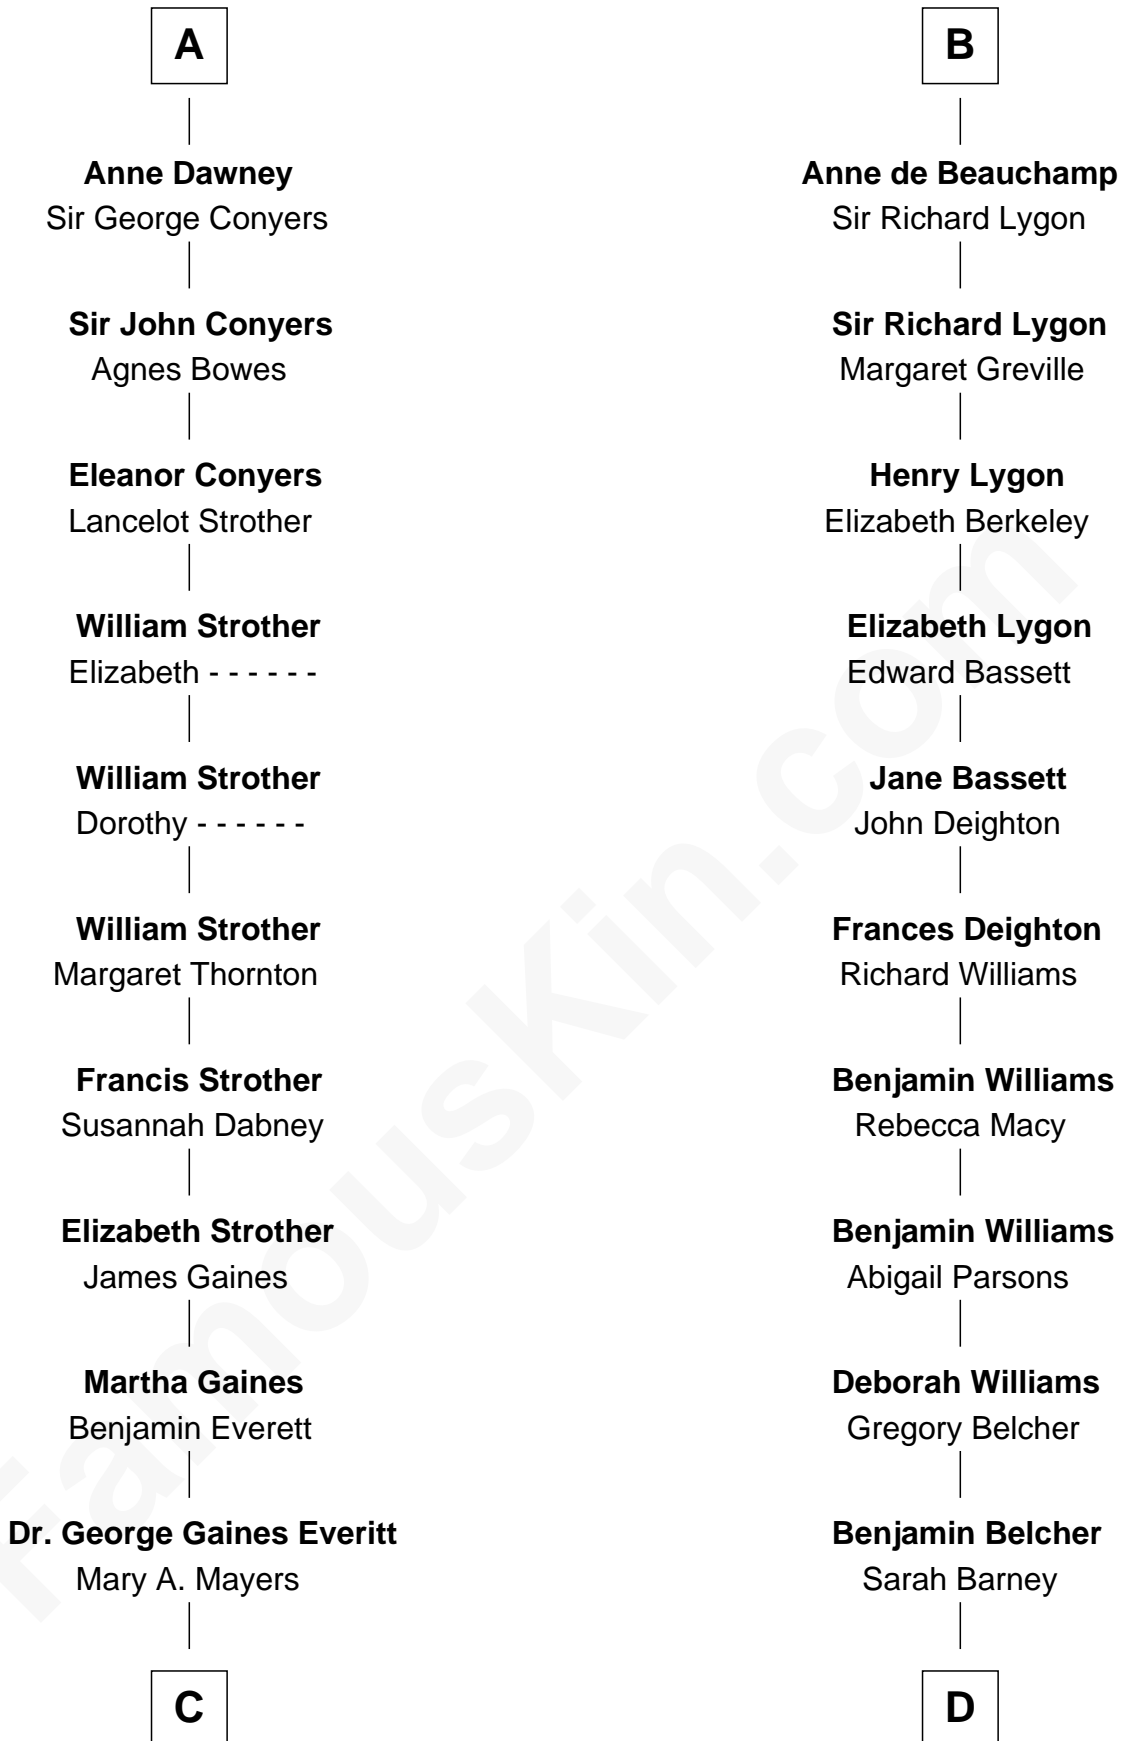 A
Anne Dawney
Sir George Conyers
Sir John Conyers
Agnes Bowes
Eleanor Conyers
Lancelot Strother
William Strother
Elizabeth - - - - - -
William Strother
Dorothy - - - - - -
William Strother
Margaret Thornton
Francis Strother
Susannah Dabney
Elizabeth Strother
James Gaines
Martha Gaines
Benjamin Everett
Dr. George Gaines Everitt
Mary A. Mayers
C
B
Anne de Beauchamp
Sir Richard Lygon
Sir Richard Lygon
Margaret Greville
Henry Lygon
Elizabeth Berkeley
Elizabeth Lygon
Edward Bassett
Jane Bassett
John Deighton
Frances Deighton
Richard Williams
Benjamin Williams
Rebecca Macy
Benjamin Williams
Abigail Parsons
Deborah Williams
Gregory Belcher
Benjamin Belcher
Sarah Barney
D
FamousKin.com